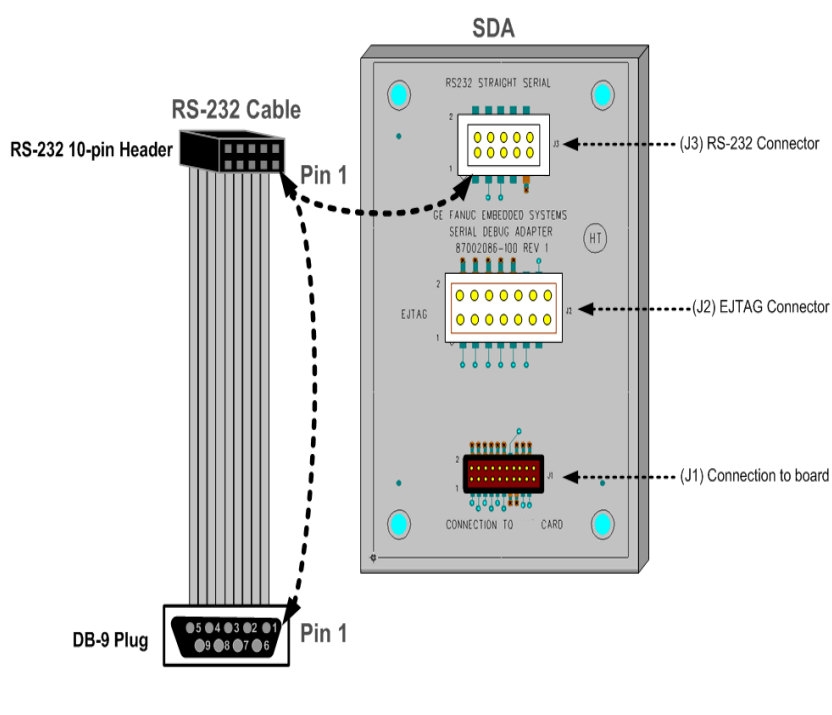 SDA
RS-232 Cable
RS-232 10-pin Header
Pin 1
RS232 STRAIGHT SERIAL
2
1
J3
(J3) RS-232 Connector
GE FANUC EMBEDDED SYSTEMS
SERIAL DEBUG ADAPTER
87002086-100 REV 1
HT
2
EJTAG
1
J2
(J2) EJTAG Connector
2
1
J1
(J1) Connection to board
CONNECTION TO CARD
DB-9 Plug
5 4 3 2 1
9 8 7 6
Pin 1